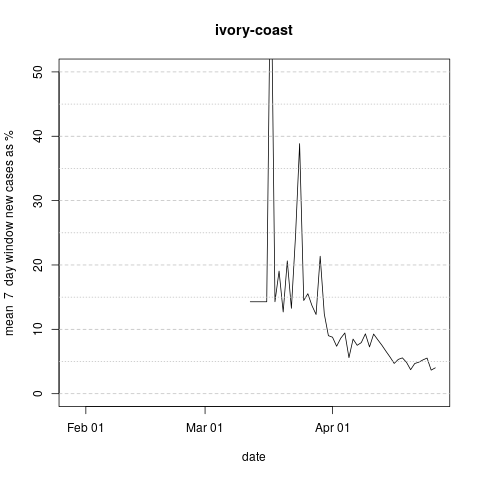 ivory-coast
mean  7  day window new cases as %
50
40
30
20
10
0
Feb 01
Mar 01
Apr 01
date